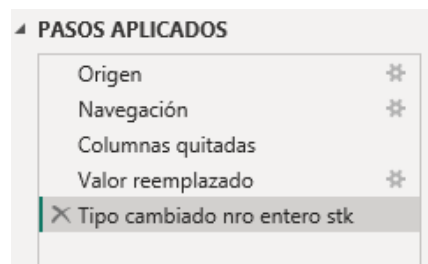 PASOS APLICADOS
Origen
Navegación
Columnas quitadas
Valor reemplazado
Tipo cambiado nro entero stk